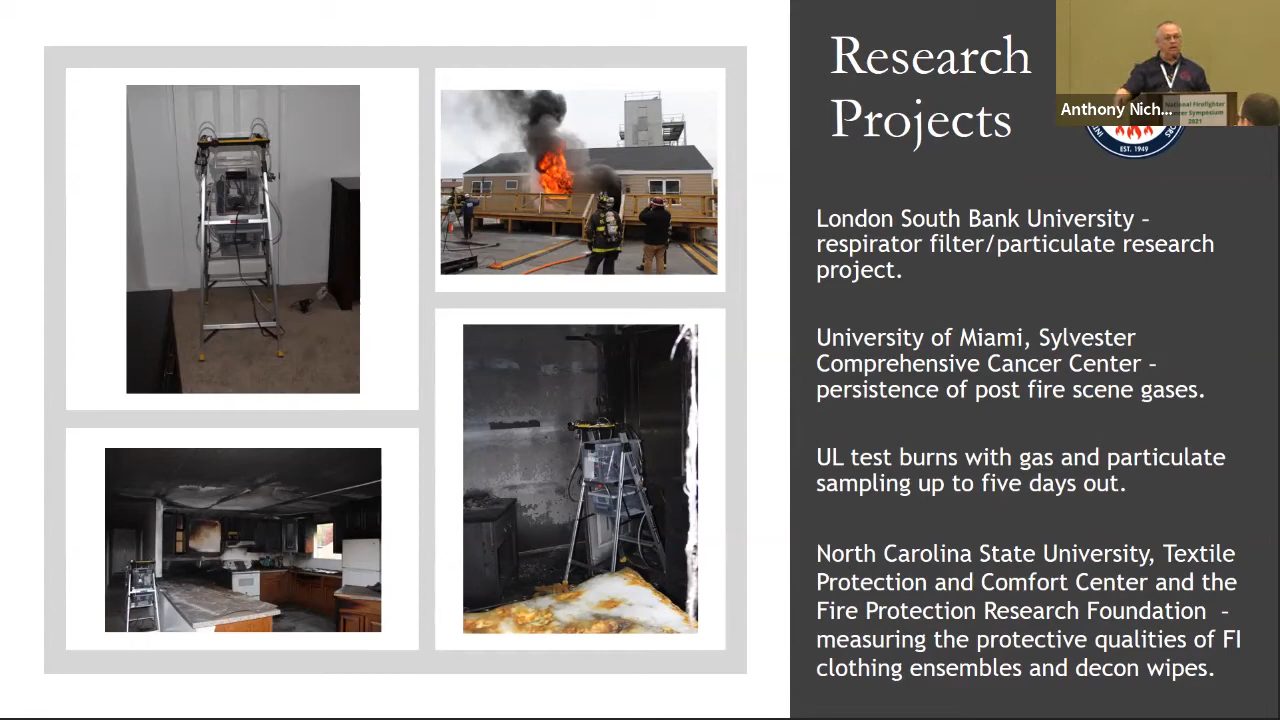 Research
Projects
Anthony Nich...
National Firefighter
Cancer Symposium
2021
EST. 1949
London South Bank University –
respirator filter/particulate research
project.
University of Miami, Sylvester
Comprehensive Cancer Center –
persistence of post fire scene gases.
UL test burns with gas and particulate
sampling up to five days out.
North Carolina State University, Textile
Protection and Comfort Center and the
Fire Protection Research Foundation –
measuring the protective qualities of FI
clothing ensembles and decon wipes.